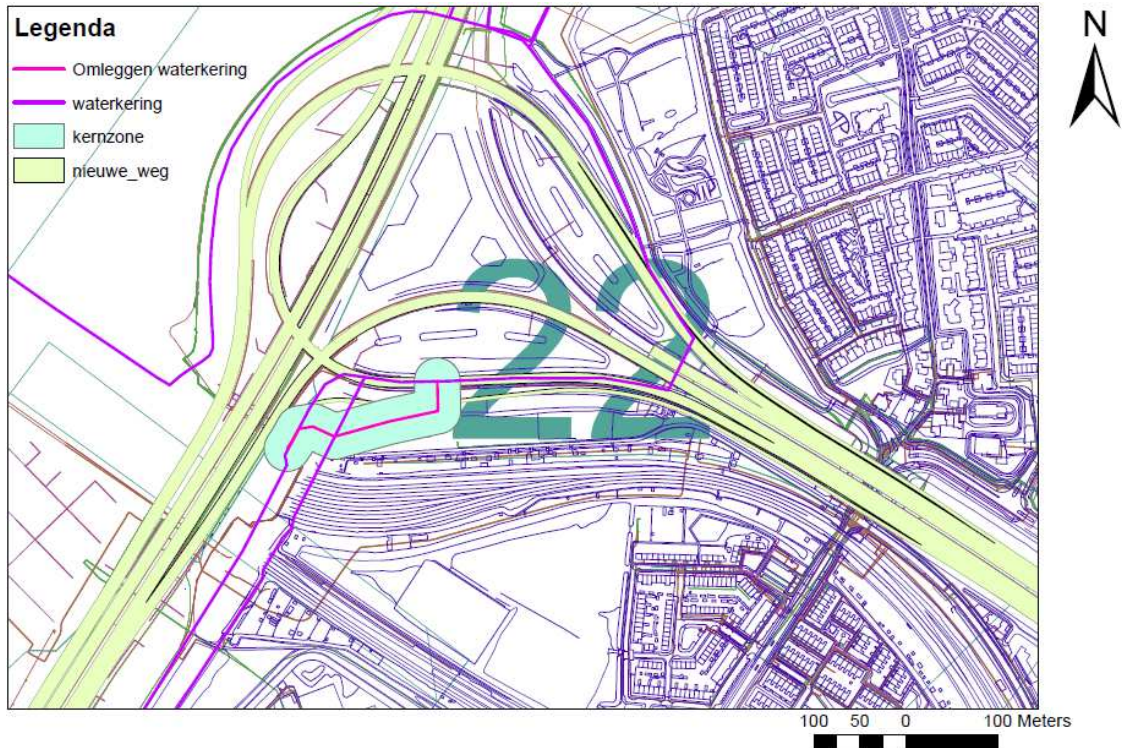 Legenda
Omleggen waterkering
waterkering
kernzone
nieuwe_weg
N
22
100 50 0 100 Meters